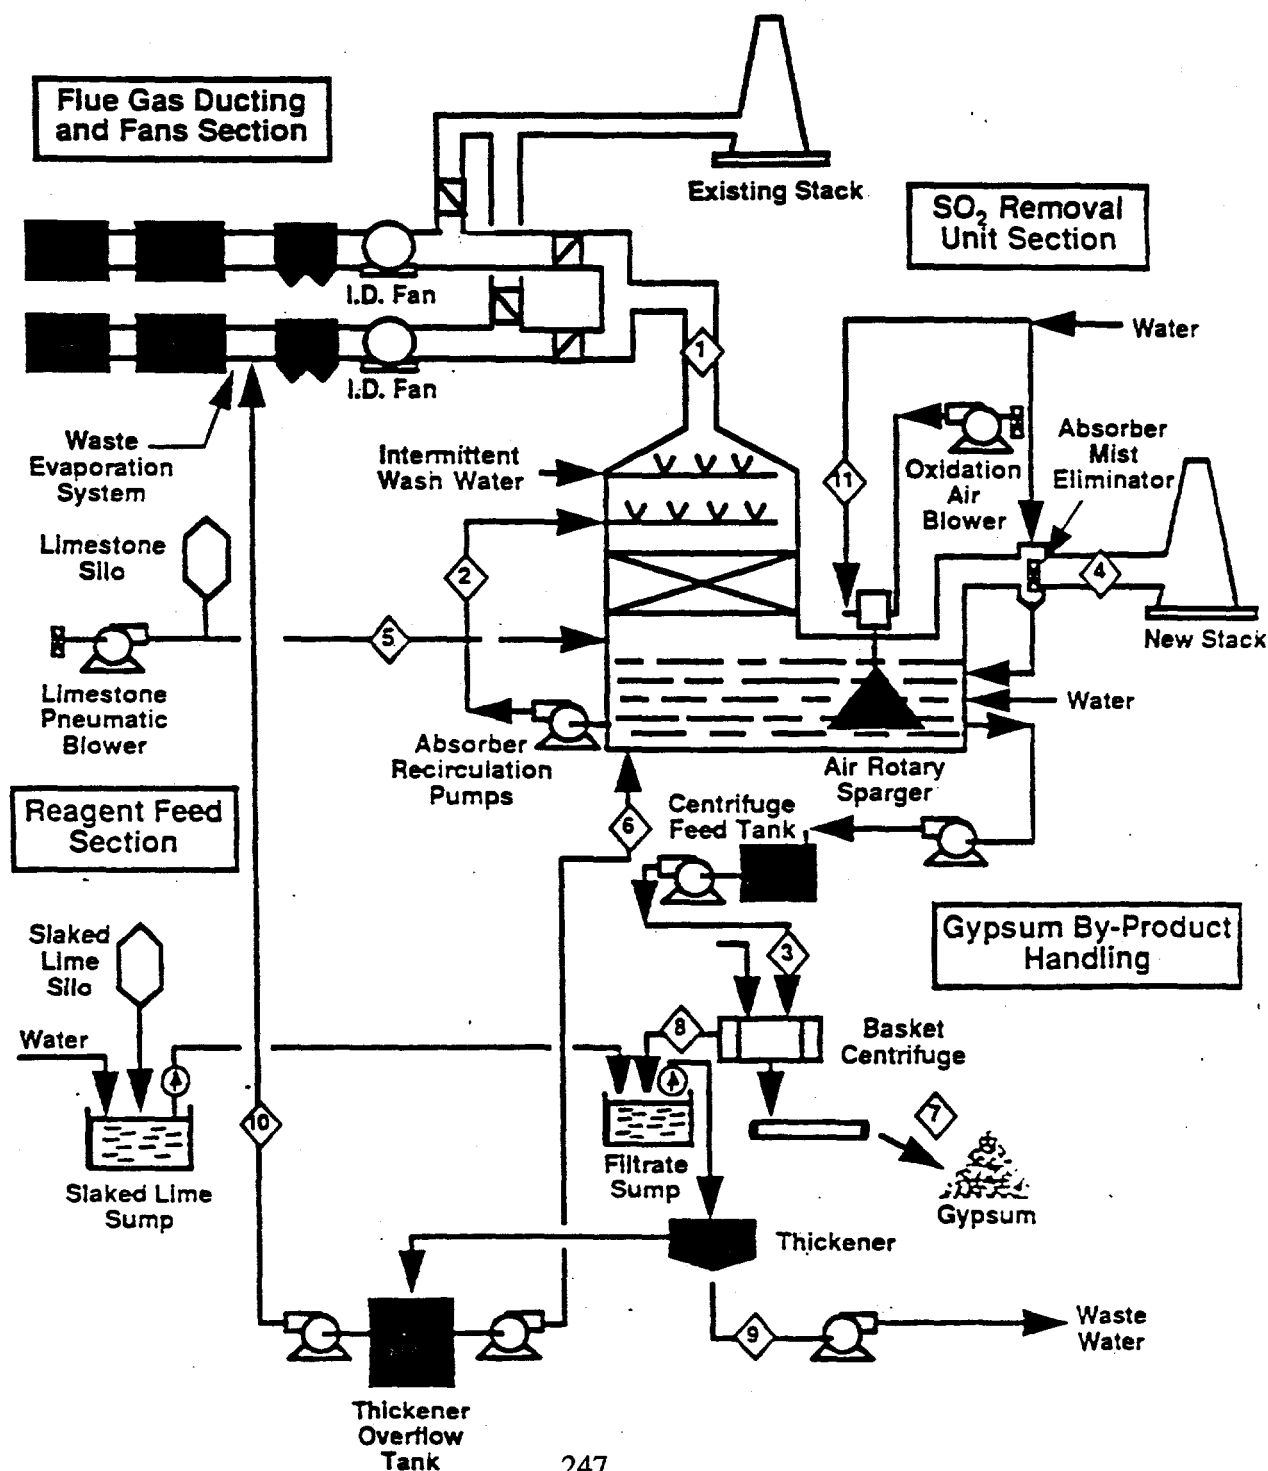 Flue Gas Ducting
and Fans Section
Existing Stack
SO2 Removal
Unit Section
I.D. Fan
I.D. Fan
1
Water
Waste
Evaporation
System
Intermittent
Wash Water
11
Oxidation
Air
Blower
Absorber
Mist
Eliminator
Limestone
Silo
2
4
5
New Stack
Limestone
Pneumatic
Blower
Water
Absorber
Recirculation
Pumps
Air Rotary
Sparger
Reagent Feed
Section
6
Centrifuge
Feed Tank
Slaked
Lime
Silo
3
Gypsum By-Product
Handling
Water
8
Basket
Centrifuge
10
7
Filtrate
Sump
Slaked Lime
Sump
Gypsum
Thickener
9
Waste
Water
Thickener
Overflow
Tank
247